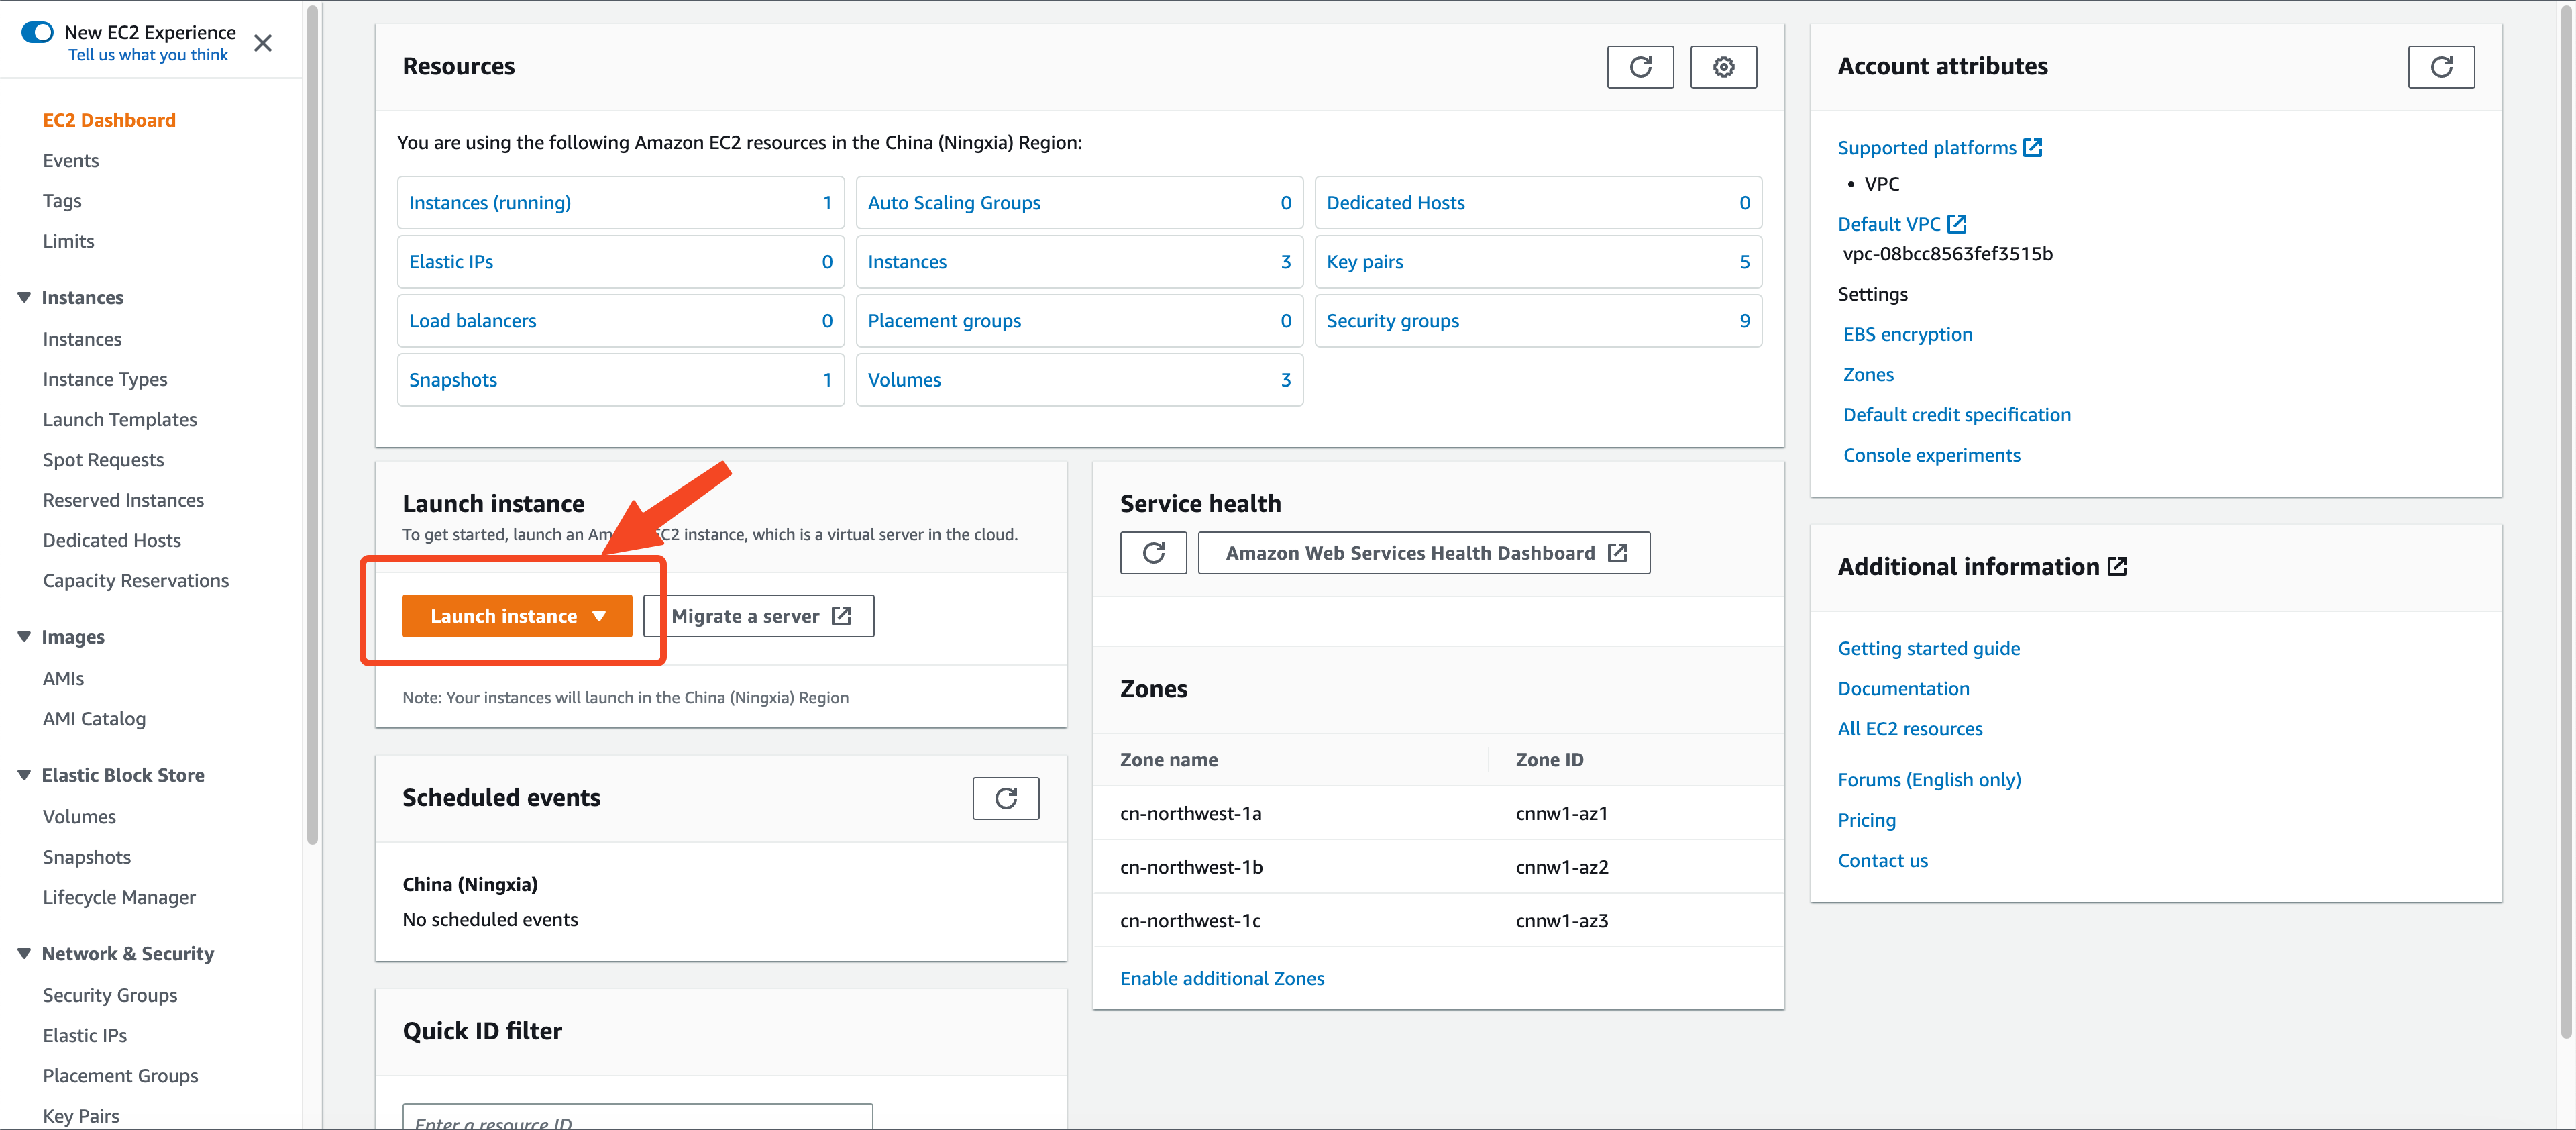 New EC2 Experience
Tell us what you think
EC2 Dashboard
Events
Tags
Limits
Instances
Instances
Instance Types
Launch Templates
Spot Requests
Reserved Instances
Dedicated Hosts
Capacity Reservations
Images
AMIs
AMI Catalog
Elastic Block Store
Volumes
Snapshots
Lifecycle Manager
Network & Security
Security Groups
Elastic IPs
Placement Groups
Key Pairs
Resources
You are using the following Amazon EC2 resources in the China (Ningxia) Region:
Instances (running) 1 Auto Scaling Groups 0 Dedicated Hosts 0
Elastic IPs 0 Instances 3 Key pairs 5
Load balancers 0 Placement groups 0 Security groups 9
Snapshots 1 Volumes 3
Launch instance
To get started, launch an Am EC2 instance, which is a virtual server in the cloud.
Launch instance Migrate a server
Note: Your instances will launch in the China (Ningxia) Region
Scheduled events
China (Ningxia)
No scheduled events
Quick ID filter
Enter a resource ID
Service health
Amazon Web Services Health Dashboard
Zones
Zone name Zone ID
cn-northwest-1a cnnw1-az1
cn-northwest-1b cnnw1-az2
cn-northwest-1c cnnw1-az3
Enable additional Zones
Account attributes
Supported platforms
• VPC
Default VPC
vpc-08bcc8563fef3515b
Settings
EBS encryption
Zones
Default credit specification
Console experiments
Additional information
Getting started guide
Documentation
All EC2 resources
Forums (English only)
Pricing
Contact us